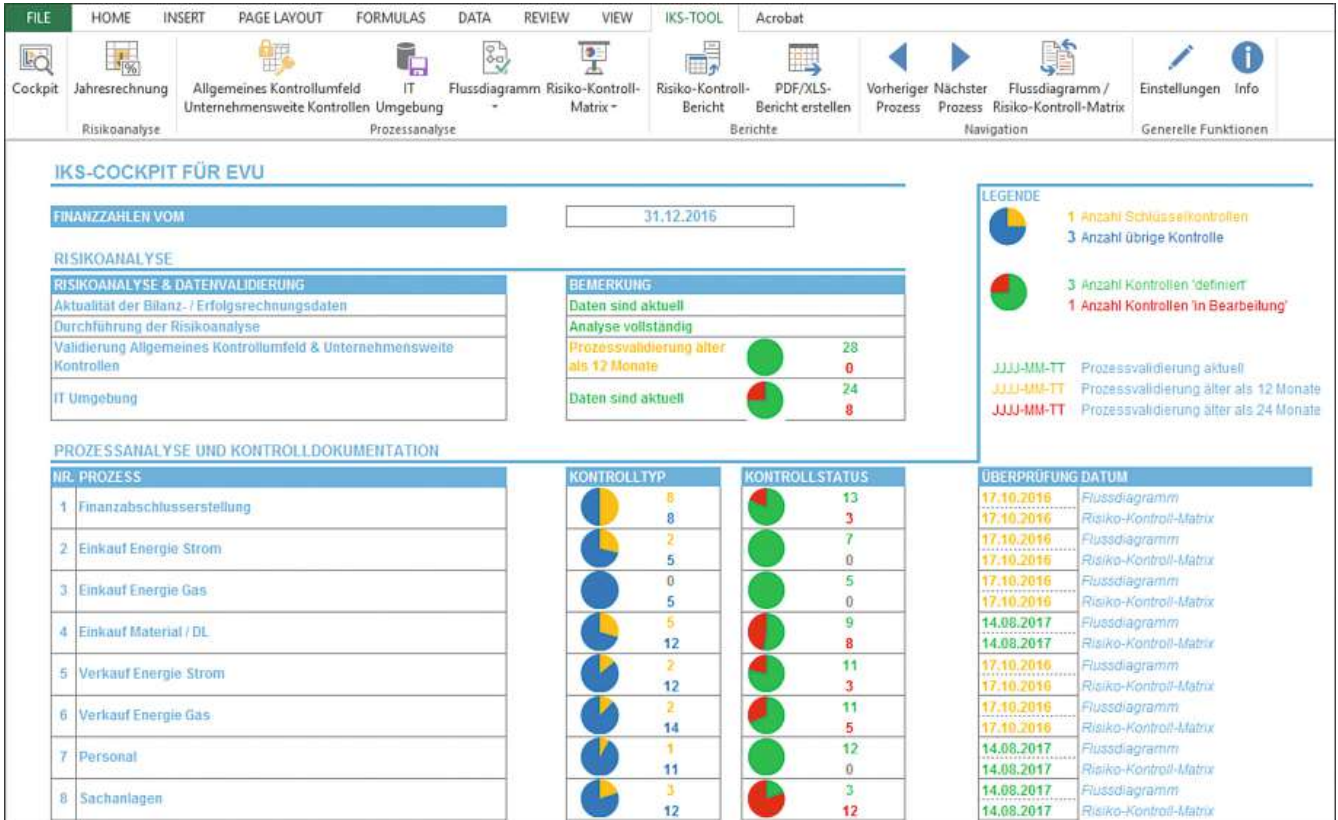 FILE HOME INSERT PAGE LAYOUT FORMULAS DATA REVIEW VIEW IKS-TOOL Acrobat
Cockpit Jahresrechnung Allgemeines Kontrollumfeld IT Flussdiagramm Risiko-Kontroll- Risiko-Kontroll- PDF/XLS- Vorheriger Nächster Flussdiagramm / Einstellungen Info
Unternehmensweite Kontrollen Umgebung Matrix Bericht Bericht erstellen Prozess Prozess Risiko-Kontroll-Matrix
Risikoanalyse Prozessanalyse Berichte Navigation Generelle Funktionen
IKS-COCKPIT FÜR EVU
FINANZZAHLEN VOM 31.12.2016
LEGENDE
1 Anzahl Schlüsselkontrollen
3 Anzahl übrige Kontrolle
3 Anzahl Kontrollen 'definiert'
1 Anzahl Kontrollen 'in Bearbeitung'
JJJJ-MM-TT Prozessvalidierung aktuell
JJJJ-MM-TT Prozessvalidierung älter als 12 Monate
JJJJ-MM-TT Prozessvalidierung älter als 24 Monate
RISIKOANALYSE
RISIKOANALYSE & DATENVALIDIERUNG BEMERKUNG
Aktualität der Bilanz- / Erfolgsrechnungsdaten Daten sind aktuell
Durchführung der Risikoanalyse Analyse vollständig
Validierung Allgemeines Kontrollumfeld & Unternehmensweite Prozessvalidierung älter 28
Kontrollen als 12 Monate 0
IT Umgebung Daten sind aktuell 24
8
PROZESSANALYSE UND KONTROLLDOKUMENTATION
NR. PROZESS KONTROLLTYP KONTROLLSTATUS ÜBERPRÜFUNG DATUM
1 Finanzabschlusserstellung 8 13 17.10.2016 Flussdiagramm
8 3 17.10.2016 Risiko-Kontroll-Matrix
2 Einkauf Energie Strom 2 7 17.10.2016 Flussdiagramm
5 0 17.10.2016 Risiko-Kontroll-Matrix
3 Einkauf Energie Gas 0 5 17.10.2016 Flussdiagramm
5 0 17.10.2016 Risiko-Kontroll-Matrix
4 Einkauf Material / DL 5 9 14.08.2017 Flussdiagramm
12 8 14.08.2017 Risiko-Kontroll-Matrix
5 Verkauf Energie Strom 2 11 17.10.2016 Flussdiagramm
12 3 17.10.2016 Risiko-Kontroll-Matrix
6 Verkauf Energie Gas 2 11 17.10.2016 Flussdiagramm
14 5 17.10.2016 Risiko-Kontroll-Matrix
7 Personal 1 12 14.08.2017 Flussdiagramm
11 0 14.08.2017 Risiko-Kontroll-Matrix
8 Sachanlagen 3 3 14.08.2017 Flussdiagramm
12 12 14.08.2017 Risiko-Kontroll-Matrix